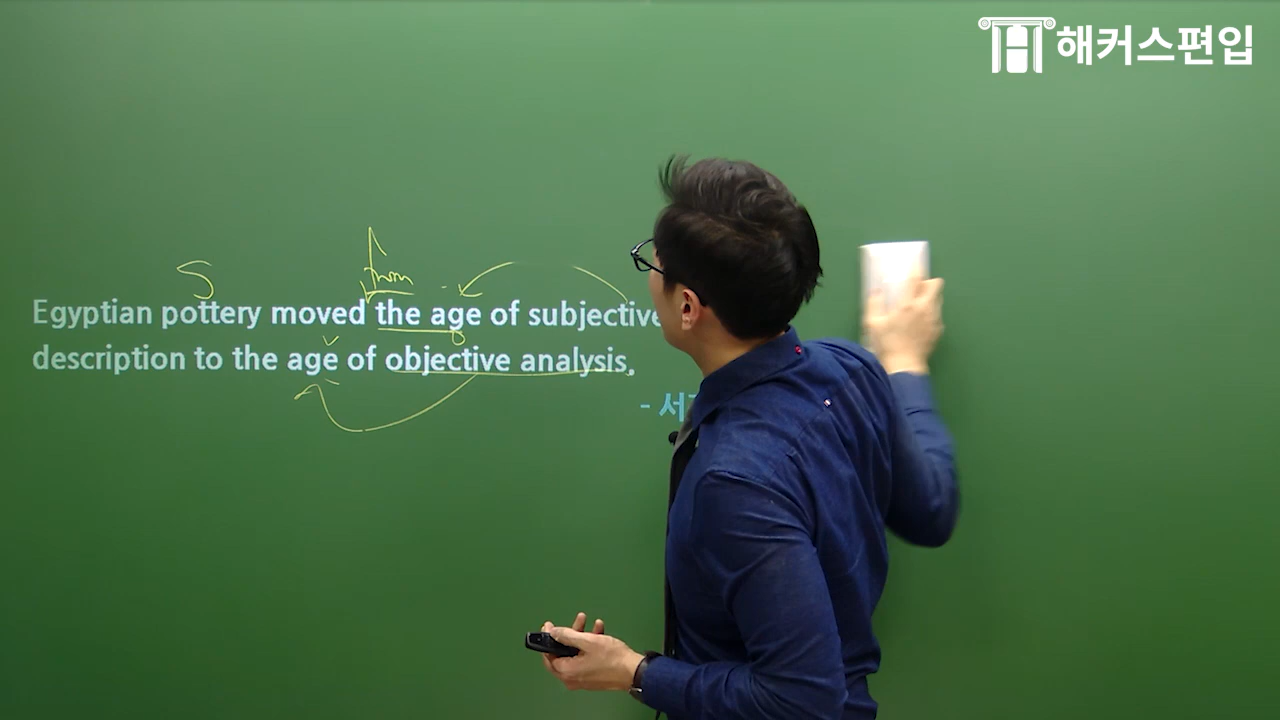 해커스편입
S
from
Egyptian pottery moved the age of subjective
description to the age of objective analysis.
- 서